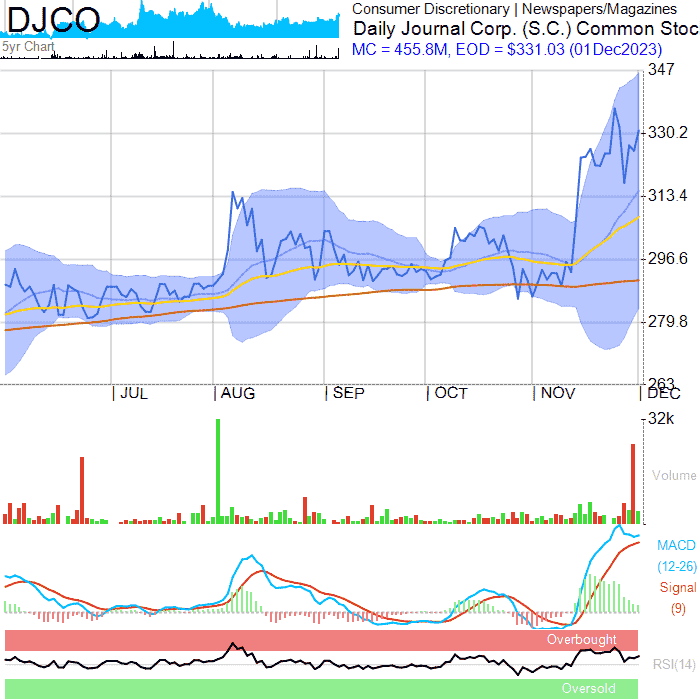 DJCO
5yr Chart
Consumer Discretionary | Newspapers/Magazines
Daily Journal Corp. (S.C.) Common Stoc
MC = 455.8M, EOD = $331.03 (01Dec2023)
347
330.2
313.4
296.6
279.8
263
JUL AUG SEP OCT NOV DEC
32k
Volume
MACD
(12-26)
Signal
(9)
Overbought
RSI(14)
Oversold